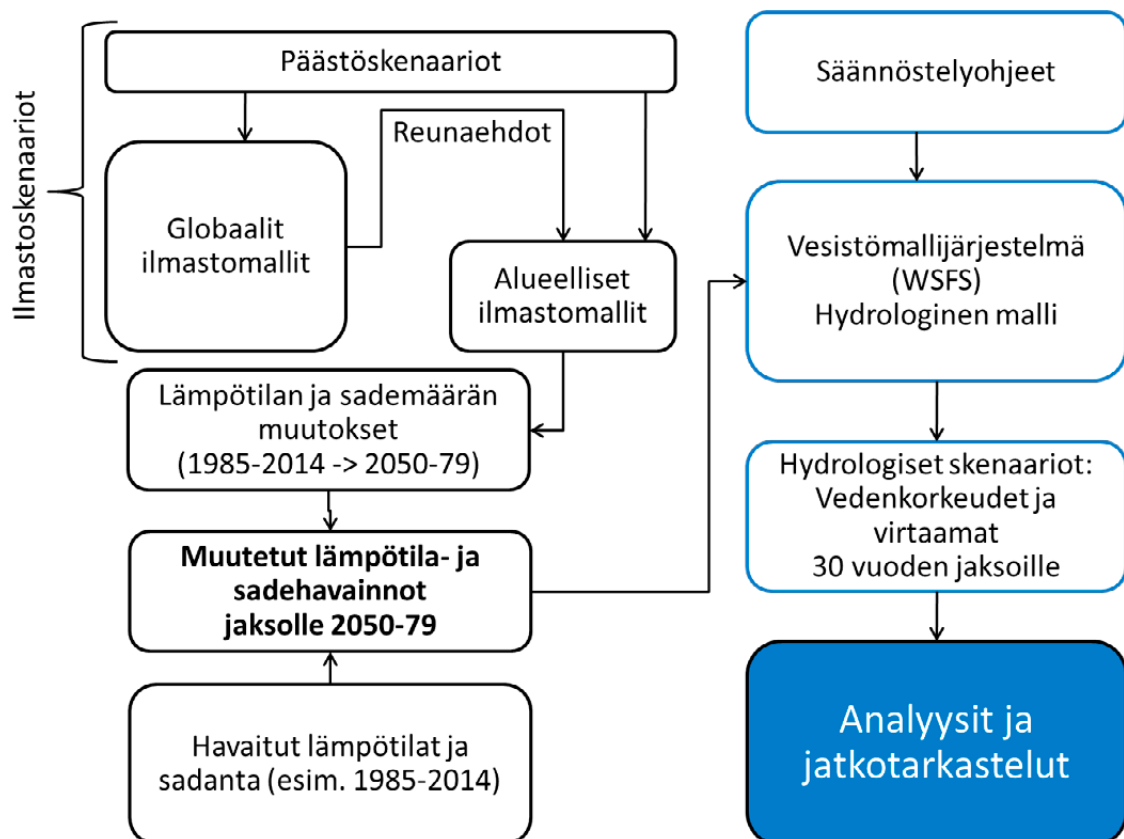 Ilmastoskenaariot
Päästöskenaariot
Reunaehdot
Globaalit
ilmastomallit
Alueelliset
ilmastomallit
Lämpötilan ja sademäärän
muutokset
(1985-2014 -> 2050-79)
Muutetut lämpötila- ja
sadehavainnot
jaksolle 2050-79
Havaitut lämpötilat ja
sadanta (esim. 1985-2014)
Säännöstelyohjeet
Vesistömallijärjestelmä
(WSFS)
Hydrologinen malli
Hydrologiset skenaariot:
Vedenkorkeudet ja
virtaamat
30 vuoden jaksoille
Analyysit ja
jatkotarkastelut